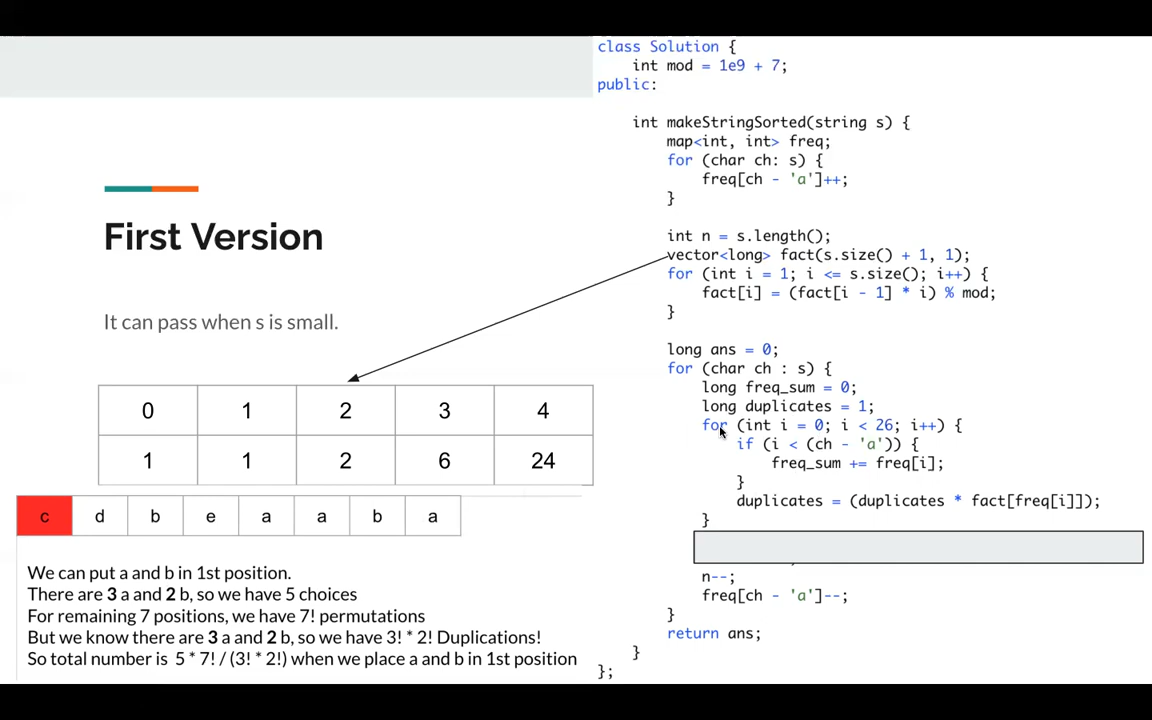 First Version
It can pass when s is small.
0 1 2 3 4
1 1 2 6 24
c d b e a a b a
We can put a and b in 1st position.
There are 3 a and 2 b, so we have 5 choices
For remaining 7 positions, we have 7! permutations
But we know there are 3 a and 2 b, so we have 3! * 2! Duplications!
So total number is 5 * 7! / (3! * 2!) when we place a and b in 1st position
class Solution {
int mod = 1e9 + 7;
public:
int makeStringSorted(string s) {
map<int, int> freq;
for (char ch: s) {
freq[ch - 'a']++;
}
int n = s.length();
vector<long> fact(s.size() + 1, 1);
for (int i = 1; i <= s.size(); i++) {
fact[i] = (fact[i - 1] * i) % mod;
}
long ans = 0;
for (char ch : s) {
long freq_sum = 0;
long duplicates = 1;
for (int i = 0; i < 26; i++) {
if (i < (ch - 'a')) {
freq_sum += freq[i];
}
duplicates = (duplicates * fact[freq[i]]);
}
n--;
freq[ch - 'a']--;
}
return ans;
}
};